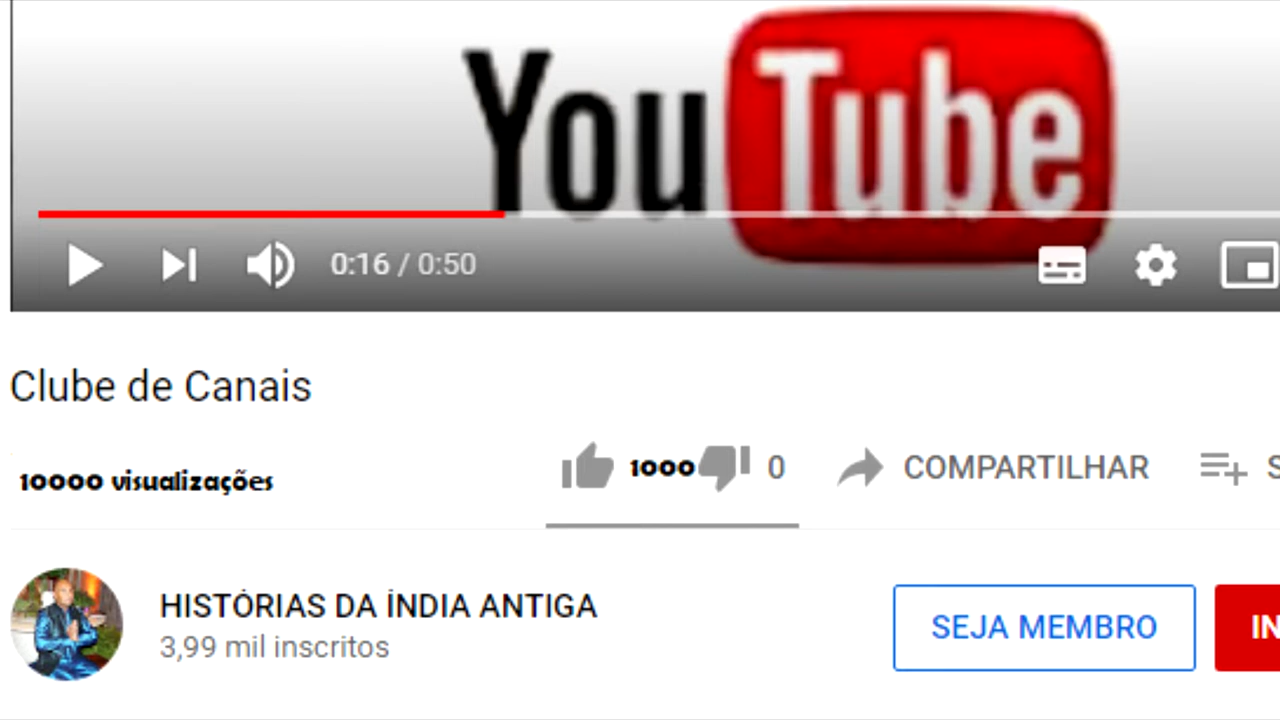 YouTube
0:16 / 0:50
Clube de Canais
10000 visualizações
1000 0 COMPARTILHAR S
HISTÓRIAS DA ÍNDIA ANTIGA
3,99 mil inscritos
SEJA MEMBRO
IN